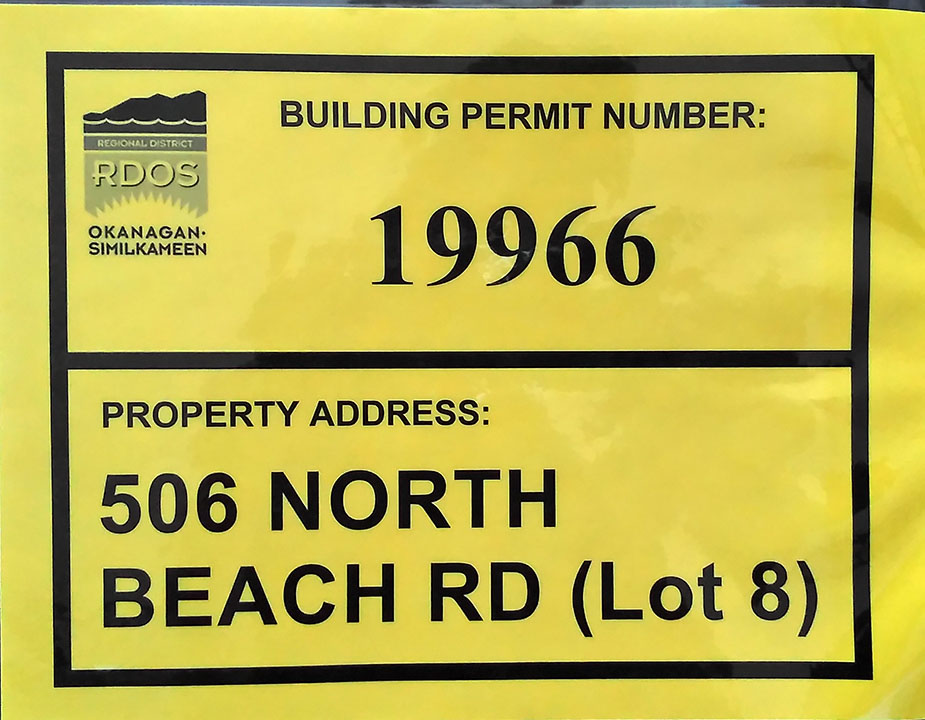 REGIONAL DISTRICT
RDOS
OKANAGAN-
SIMILKAMEEN
BUILDING PERMIT NUMBER:
19966
PROPERTY ADDRESS:
506 NORTH
BEACH RD (Lot 8)